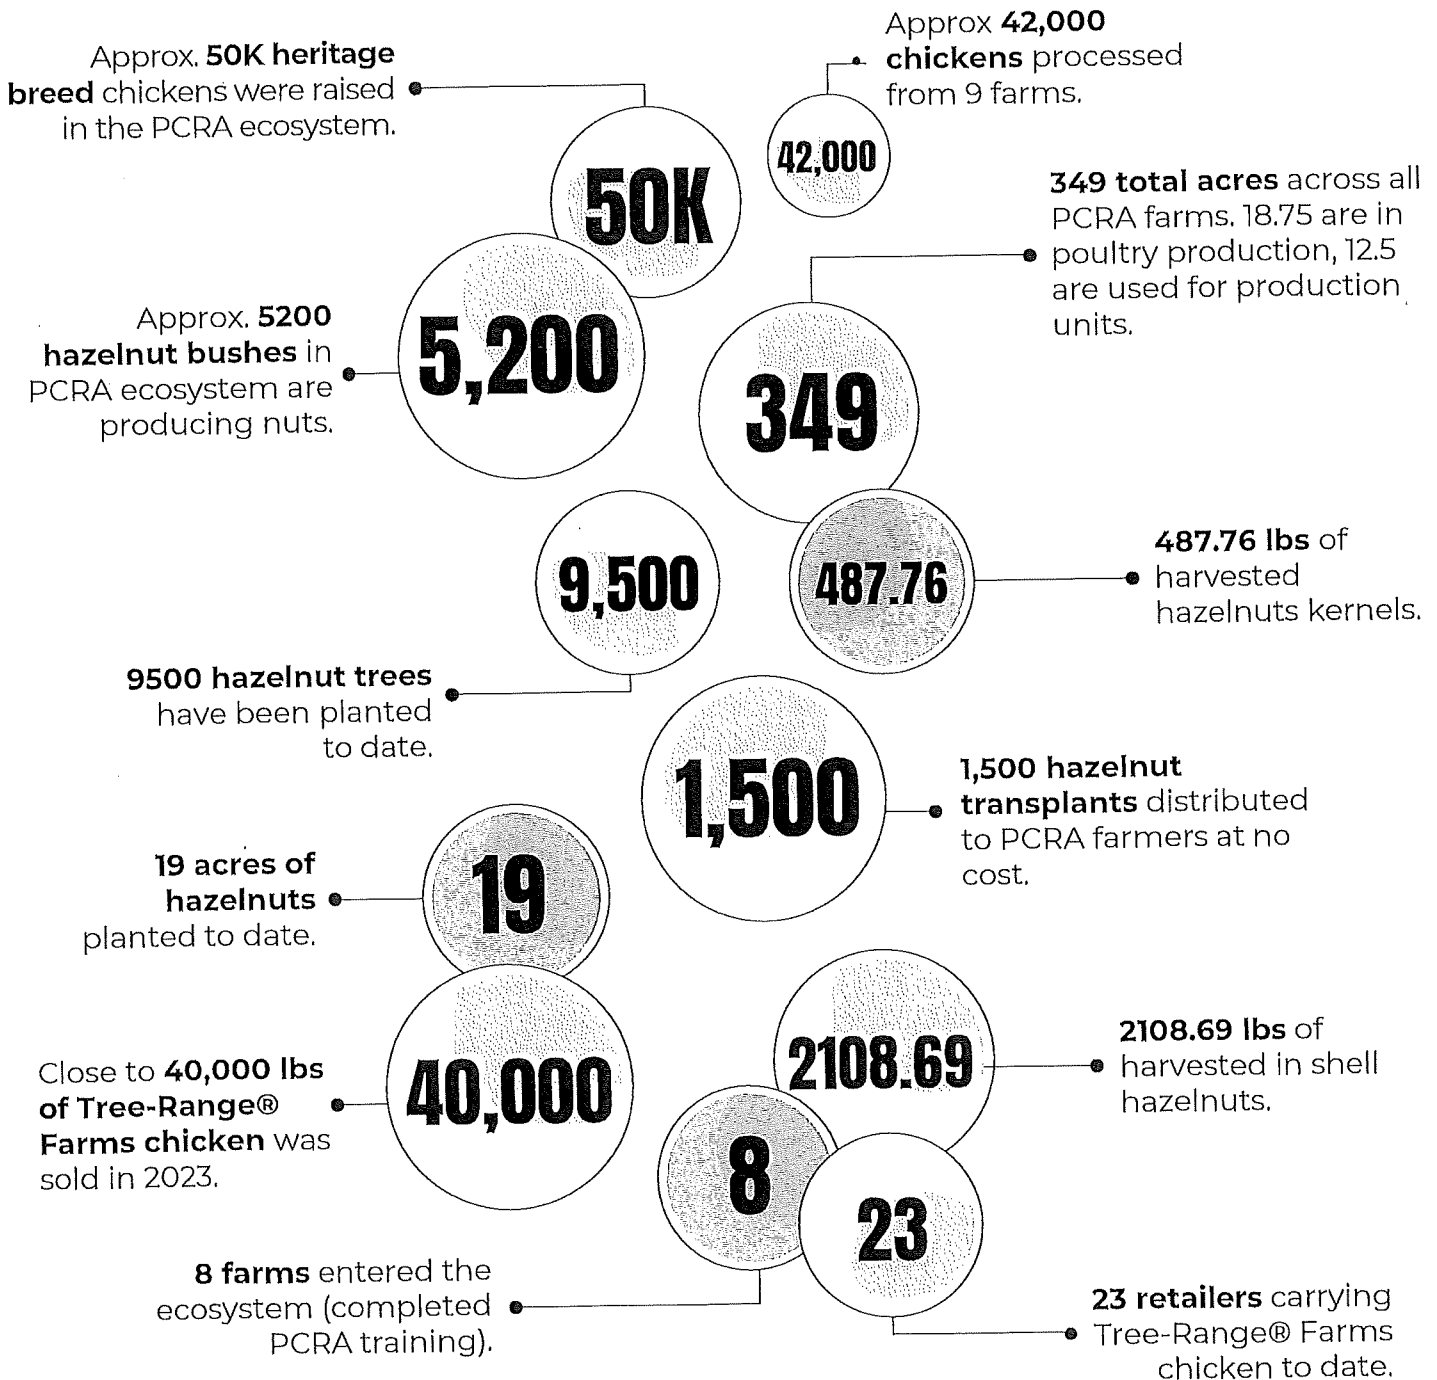 Approx. 50K heritage
breed chickens were raised
in the PCRA ecosystem.
50K
Approx 42,000
chickens processed
from 9 farms.
42,000
349 total acres across all
PCRA farms. 18.75 are in
poultry production, 12.5
are used for production
units.
349
Approx. 5200
hazelnut bushes in
PCRA ecosystem are
producing nuts.
5,200
487.76
487.76 lbs of
harvested
hazelnuts kernels.
9,500
9500 hazelnut trees
have been planted
to date.
1,500
1,500 hazelnut
transplants distributed
to PCRA farmers at no
cost.
19 acres of
hazelnuts
planted to date.
19
Close to 40,000 lbs
of Tree-Range®
Farms chicken was
sold in 2023.
40,000
2108.69
2108.69 lbs of
harvested in shell
hazelnuts.
8
8 farms entered the
ecosystem (completed
PCRA training).
23
23 retailers carrying
Tree-Range® Farms
chicken to date.